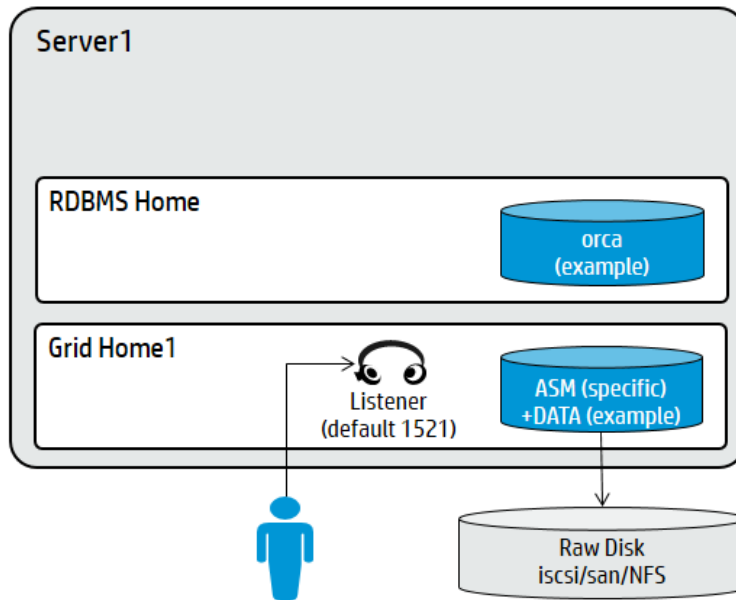 Server1
RDBMS Home
orca
(example)
Grid Home1
Listener
(default 1521)
ASM (specific)
+DATA (example)
Raw Disk
iscsi/san/NFS